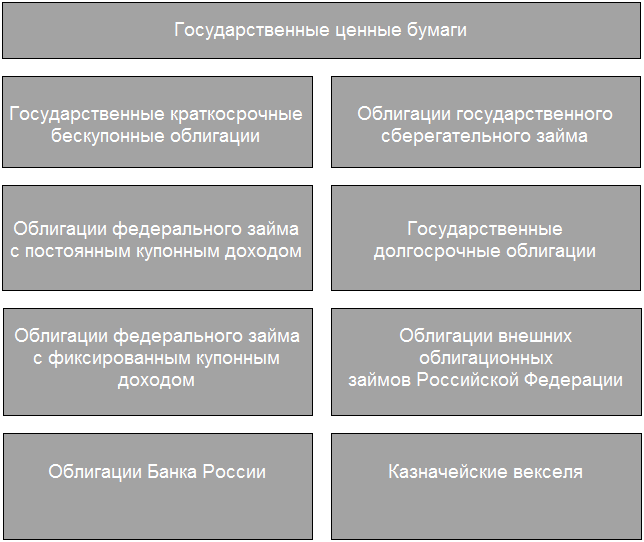 Государственные ценные бумаги
Государственные краткосрочные
бескупонные облигации
Облигации государственного
сберегательного займа
Облигации федерального займа
с постоянным купонным доходом
Государственные
долгосрочные облигации
Облигации федерального займа
с фиксированным купонным
доходом
Облигации внешних
облигационных
займов Российской Федерации
Облигации Банка России
Казначейские векселя